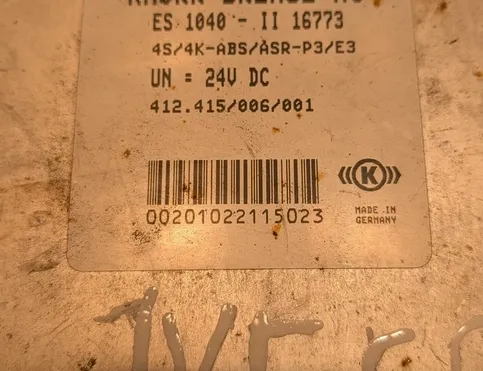 ES 1040 - II 16773
4S/4K-ABS/ASR-P3/E3
UN = 24V DC
412.415/006/001
((K))
00201022115023
MADE IN
GERMANY